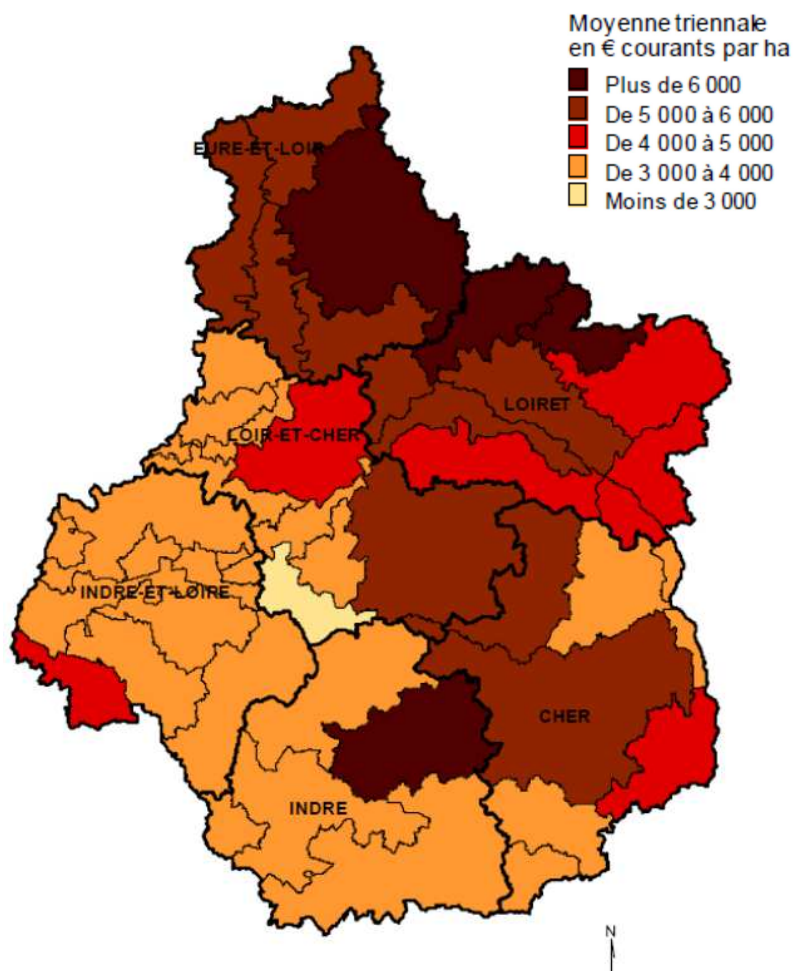 Moyenne triennale
en € courants par ha
Plus de 6 000
De 5 000 à 6 000
De 4 000 à 5 000
De 3 000 à 4 000
Moins de 3 000
EURE-ET-LOIR
LOIRET
LOIR-ET-CHER
INDRE-ET-LOIRE
CHER
INDRE
N